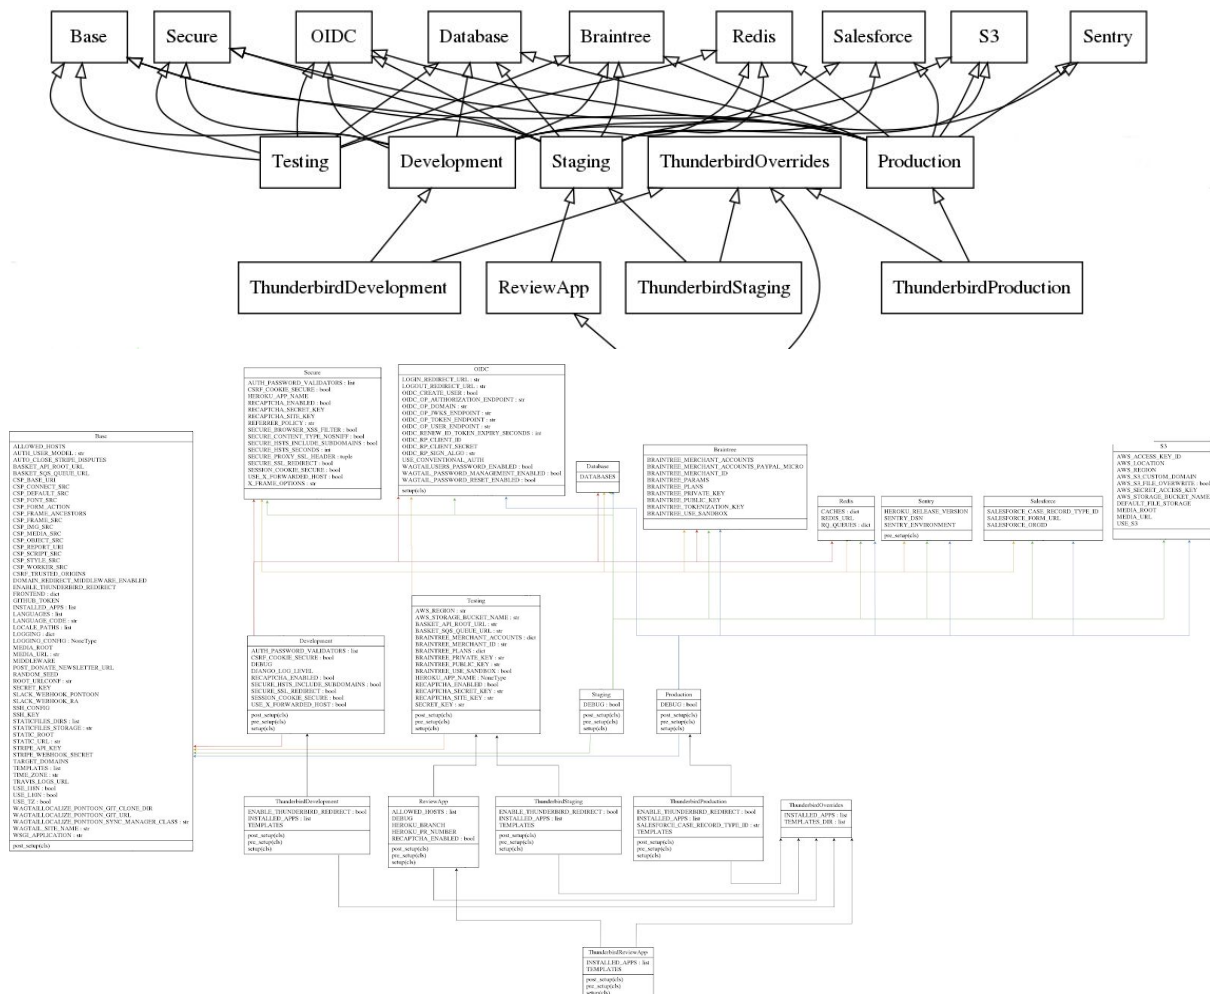 Base
Secure
OIDC
Database
Braintree
Redis
Salesforce
S3
Sentry
Testing
Development
Staging
ThunderbirdOverrides
Production
ThunderbirdDevelopment
ReviewApp
ThunderbirdStaging
ThunderbirdProduction
Secure
AUTH_PASSWORD_VALIDATORS : list
CSRF_COOKIE_SECURE : bool
HEROKU_APP_NAME
RECAPTCHA_ENABLED : bool
RECAPTCHA_SECRET_KEY
RECAPTCHA_SITE_KEY
REFERRER_POLICY : str
SECURE_BROWSER_XSS_FILTER : bool
SECURE_CONTENT_TYPE_NOSNIFF : bool
SECURE_HSTS_INCLUDE_SUBDOMAINS : bool
SECURE_HSTS_SECONDS : int
SECURE_PROXY_SSL_HEADER : tuple
SECURE_SSL_REDIRECT : bool
SESSION_COOKIE_SECURE : bool
USE_X_FORWARDED_HOST : bool
X_FRAME_OPTIONS : str
OIDC
LOGIN_REDIRECT_URL : str
LOGOUT_REDIRECT_URL : str
OIDC_CREATE_USER : bool
OIDC_OP_AUTHORIZATION_ENDPOINT : str
OIDC_OP_DOMAIN : str
OIDC_OP_JWKS_ENDPOINT : str
OIDC_OP_TOKEN_ENDPOINT : str
OIDC_OP_USER_ENDPOINT : str
OIDC_RENEW_ID_TOKEN_EXPIRY_SECONDS : int
OIDC_RP_CLIENT_ID
OIDC_RP_CLIENT_SECRET
OIDC_RP_SIGN_ALGO : str
USE_CONVENTIONAL_AUTH
WAGTAILUSERS_PASSWORD_ENABLED : bool
WAGTAIL_PASSWORD_MANAGEMENT_ENABLED : bool
WAGTAIL_PASSWORD_RESET_ENABLED : bool
setup(cls)
Base
ALLOWED_HOSTS
AUTH_USER_MODEL : str
AUTO_CLOSE_STRIPE_DISPUTES
BASKET_API_ROOT_URL
BASKET_SQS_QUEUE_URL
CSP_BASE_URI
CSP_CONNECT_SRC
CSP_DEFAULT_SRC
CSP_FONT_SRC
CSP_FORM_ACTION
CSP_FRAME_ANCESTORS
CSP_FRAME_SRC
CSP_IMG_SRC
CSP_MEDIA_SRC
CSP_OBJECT_SRC
CSP_REPORT_URI
CSP_SCRIPT_SRC
CSP_STYLE_SRC
CSP_WORKER_SRC
CSRF_TRUSTED_ORIGINS
DOMAIN_REDIRECT_MIDDLEWARE_ENABLED
ENABLE_THUNDERBIRD_REDIRECT
FRONTEND : dict
GITHUB_TOKEN
INSTALLED_APPS : list
LANGUAGES : list
LANGUAGE_CODE : str
LOCALE_PATHS : list
LOGGING : dict
LOGGING_CONFIG : NoneType
MEDIA_ROOT
MEDIA_URL : str
MIDDLEWARE
POST_DONATE_NEWSLETTER_URL
RANDOM_SEED
ROOT_URLCONF : str
SECRET_KEY
SLACK_WEBHOOK_PONTOON
SLACK_WEBHOOK_RA
SSH_CONFIG
SSH_KEY
STATICFILES_DIRS : list
STATICFILES_STORAGE : str
STATIC_ROOT
STATIC_URL : str
STRIPE_API_KEY
STRIPE_WEBHOOK_SECRET
TARGET_DOMAINS
TEMPLATES : list
TIME_ZONE : str
TRAVIS_LOGS_URL
USE_I18N : bool
USE_L10N : bool
USE_TZ : bool
WAGTAILLOCALIZE_PONTOON_GIT_CLONE_DIR
WAGTAILLOCALIZE_PONTOON_GIT_URL
WAGTAILLOCALIZE_PONTOON_SYNC_MANAGER_CLASS : str
WAGTAIL_SITE_NAME : str
WSGI_APPLICATION : str
post_setup(cls)
Database
DATABASES
Braintree
BRAINTREE_MERCHANT_ACCOUNTS
BRAINTREE_MERCHANT_ACCOUNTS_PAYPAL_MICRO
BRAINTREE_MERCHANT_ID
BRAINTREE_PARAMS
BRAINTREE_PLANS
BRAINTREE_PRIVATE_KEY
BRAINTREE_PUBLIC_KEY
BRAINTREE_TOKENIZATION_KEY
BRAINTREE_USE_SANDBOX
Redis
CACHES : dict
REDIS_URL
RQ_QUEUES : dict
Sentry
HEROKU_RELEASE_VERSION
SENTRY_DSN
SENTRY_ENVIRONMENT
pre_setup(cls)
Salesforce
SALESFORCE_CASE_RECORD_TYPE_ID
SALESFORCE_FORM_URL
SALESFORCE_ORGID
S3
AWS_ACCESS_KEY_ID
AWS_LOCATION
AWS_REGION
AWS_S3_CUSTOM_DOMAIN
AWS_S3_FILE_OVERWRITE : bool
AWS_SECRET_ACCESS_KEY
AWS_STORAGE_BUCKET_NAME
DEFAULT_FILE_STORAGE
MEDIA_ROOT
MEDIA_URL
USE_S3
Testing
AWS_REGION : str
AWS_STORAGE_BUCKET_NAME : str
BASKET_API_ROOT_URL : str
BASKET_SQS_QUEUE_URL : str
BRAINTREE_MERCHANT_ACCOUNTS : dict
BRAINTREE_MERCHANT_ID : str
BRAINTREE_PLANS : dict
BRAINTREE_PRIVATE_KEY : str
BRAINTREE_PUBLIC_KEY : str
BRAINTREE_USE_SANDBOX : bool
HEROKU_APP_NAME : NoneType
RECAPTCHA_ENABLED : bool
RECAPTCHA_SECRET_KEY : str
RECAPTCHA_SITE_KEY : str
SECRET_KEY : str
post_setup(cls)
pre_setup(cls)
setup(cls)
Development
AUTH_PASSWORD_VALIDATORS : list
CSRF_COOKIE_SECURE : bool
DEBUG
DJANGO_LOG_LEVEL
RECAPTCHA_ENABLED : bool
SECURE_HSTS_INCLUDE_SUBDOMAINS : bool
SECURE_SSL_REDIRECT : bool
SESSION_COOKIE_SECURE : bool
USE_X_FORWARDED_HOST : bool
post_setup(cls)
pre_setup(cls)
setup(cls)
Staging
DEBUG : bool
post_setup(cls)
pre_setup(cls)
setup(cls)
Production
DEBUG : bool
post_setup(cls)
pre_setup(cls)
setup(cls)
ThunderbirdDevelopment
ENABLE_THUNDERBIRD_REDIRECT : bool
INSTALLED_APPS : list
TEMPLATES
post_setup(cls)
pre_setup(cls)
setup(cls)
ReviewApp
ALLOWED_HOSTS : list
DEBUG
HEROKU_BRANCH
HEROKU_PR_NUMBER
RECAPTCHA_ENABLED : bool
post_setup(cls)
pre_setup(cls)
setup(cls)
ThunderbirdStaging
ENABLE_THUNDERBIRD_REDIRECT : bool
INSTALLED_APPS : list
TEMPLATES
post_setup(cls)
pre_setup(cls)
setup(cls)
ThunderbirdProduction
ENABLE_THUNDERBIRD_REDIRECT : bool
INSTALLED_APPS : list
SALESFORCE_CASE_RECORD_TYPE_ID : str
TEMPLATES
post_setup(cls)
pre_setup(cls)
setup(cls)
ThunderbirdOverrides
INSTALLED_APPS : list
TEMPLATES_DIR : list
ThunderbirdReviewApp
INSTALLED_APPS : list
TEMPLATES
post_setup(cls)
pre_setup(cls)
setup(cls)